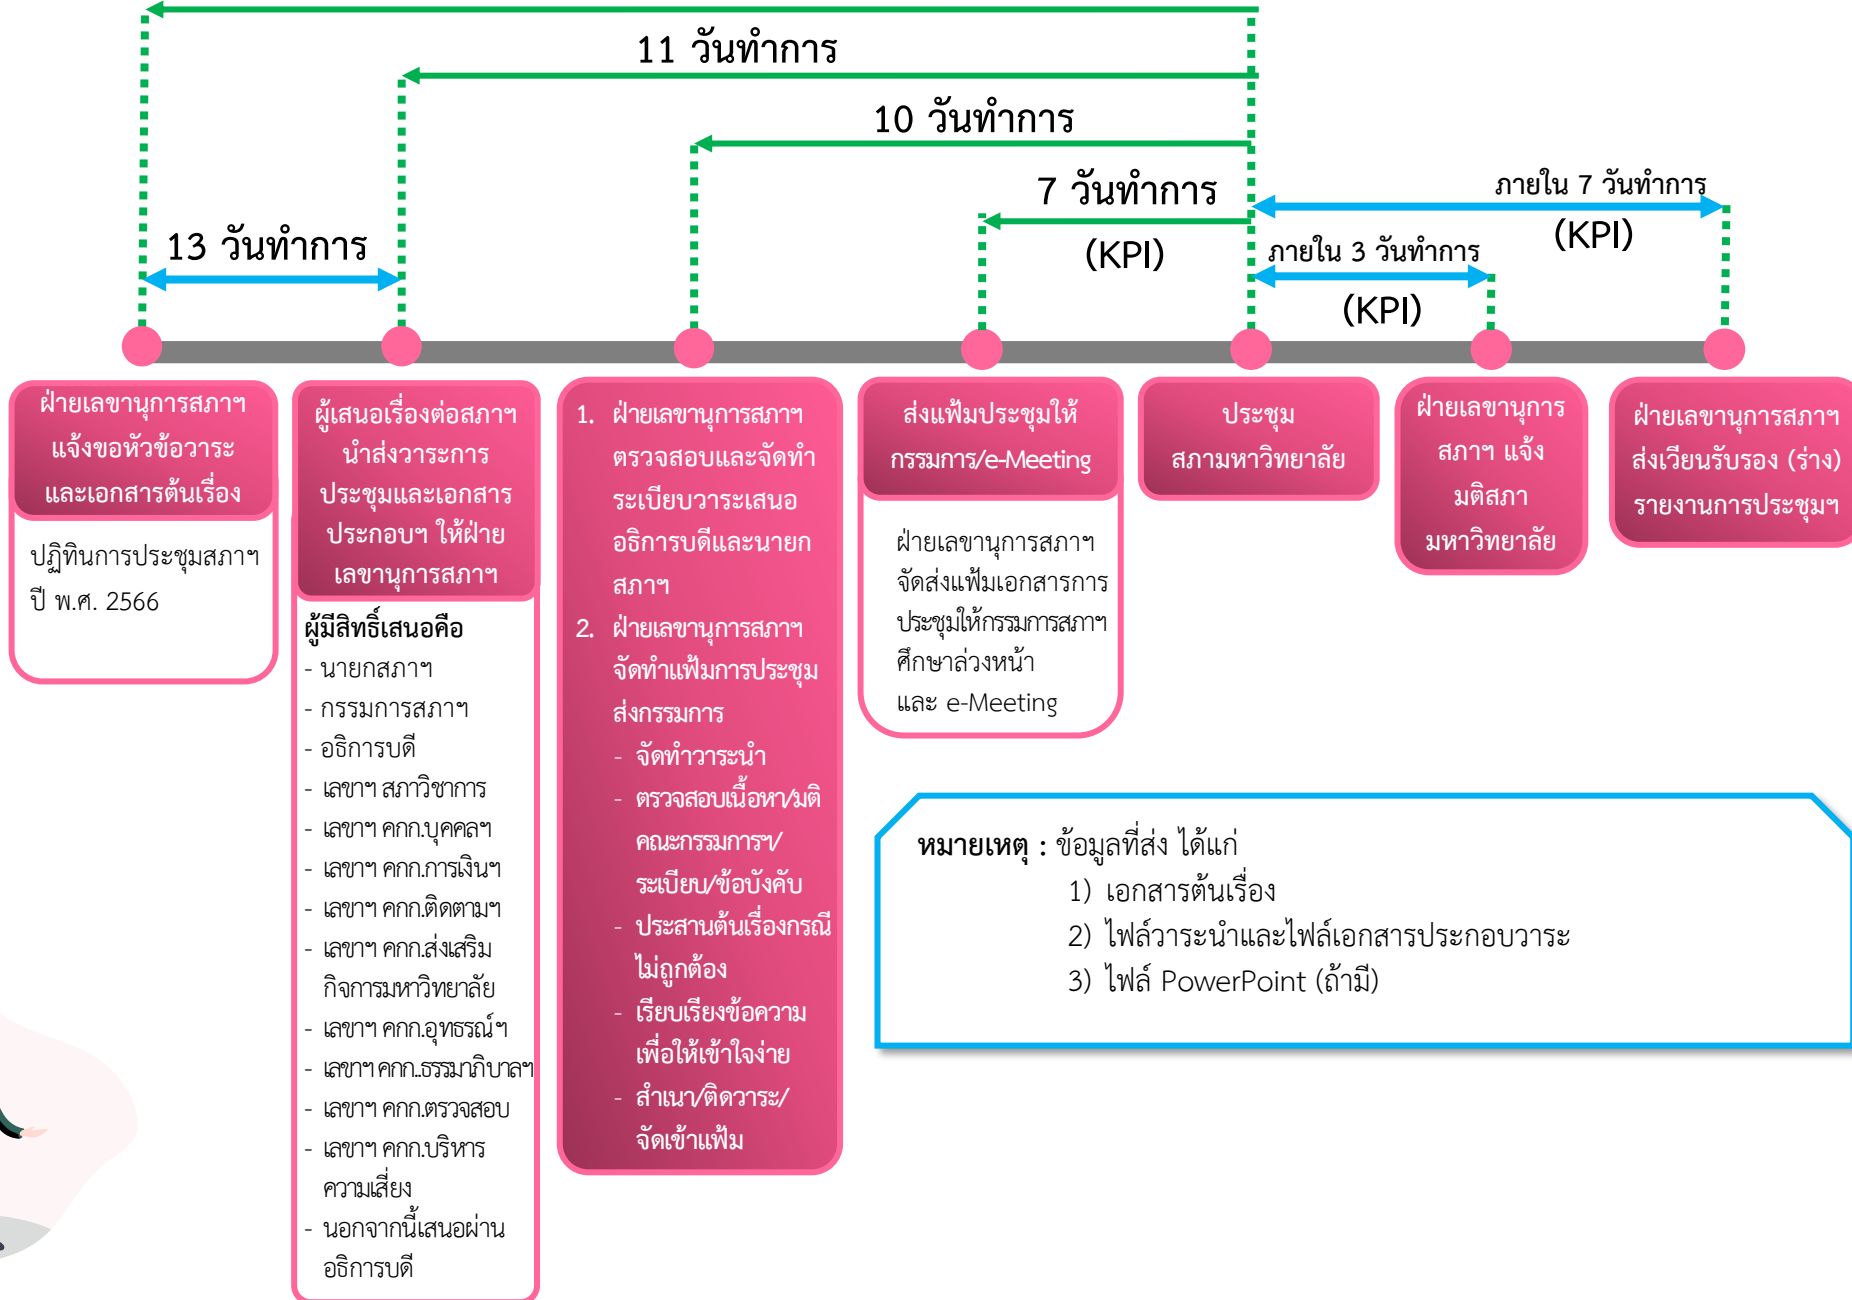 11 วันทำการ
10 วันทำการ
7 วันทำการ
(KPI)
ภายใน 7 วันทำการ
(KPI)
13 วันทำการ
ภายใน 3 วันทำการ
(KPI)
ฝ่ายเลขานุการสภาฯ
แจ้งขอหัวข้อวาระ
และเอกสารต้นเรื่อง
ปฏิทินการประชุมสภาฯ
ปี พ.ศ. 2566
ผู้เสนอเรื่องต่อสภาฯ
นำส่งวาระการ
ประชุมและเอกสาร
ประกอบฯ ให้ฝ่าย
เลขานุการสภาฯ
ผู้มีสิทธิ์เสนอคือ
- นายกสภาฯ
- กรรมการสภาฯ
- อธิการบดี
- เลขาฯ สภาวิชาการ
- เลขาฯ คกก.บุคคลฯ
- เลขาฯ คกก.การเงินฯ
- เลขาฯ คกก.ติดตามฯ
- เลขาฯ คกก.ส่งเสริม
กิจการมหาวิทยาลัย
- เลขาฯ คกก.อุทธรณ์ฯ
- เลขาฯ คกก..ธรรมาภิบาลฯ
- เลขาฯ คกก.ตรวจสอบ
- เลขาฯ คกก.บริหาร
ความเสี่ยง
- นอกจากนี้เสนอผ่าน
อธิการบดี
1. ฝ่ายเลขานุการสภาฯ
ตรวจสอบและจัดทำ
ระเบียบวาระเสนอ
อธิการบดีและนายก
สภาฯ
2. ฝ่ายเลขานุการสภาฯ
จัดทำแฟ้มการประชุม
ส่งกรรมการ
- จัดทำวาระนำ
- ตรวจสอบเนื้อหา/มติ
คณะกรรมการฯ/
ระเบียบ/ข้อบังคับ
- ประสานต้นเรื่องกรณี
ไม่ถูกต้อง
- เรียบเรียงข้อความ
เพื่อให้เข้าใจง่าย
- สำเนา/ติดวาระ/
จัดเข้าแฟ้ม
ส่งแฟ้มประชุมให้
กรรมการ/e-Meeting
ฝ่ายเลขานุการสภาฯ
จัดส่งแฟ้มเอกสารการ
ประชุมให้กรรมการสภาฯ
ศึกษาล่วงหน้า
และ e-Meeting
ประชุม
สภามหาวิทยาลัย
ฝ่ายเลขานุการ
สภาฯ แจ้ง
มติสภา
มหาวิทยาลัย
ฝ่ายเลขานุการสภาฯ
ส่งเวียนรับรอง (ร่าง)
รายงานการประชุมฯ
หมายเหตุ : ข้อมูลที่ส่ง ได้แก่
1) เอกสารต้นเรื่อง
2) ไฟล์วาระนำและไฟล์เอกสารประกอบวาระ
3) ไฟล์ PowerPoint (ถ้ามี)